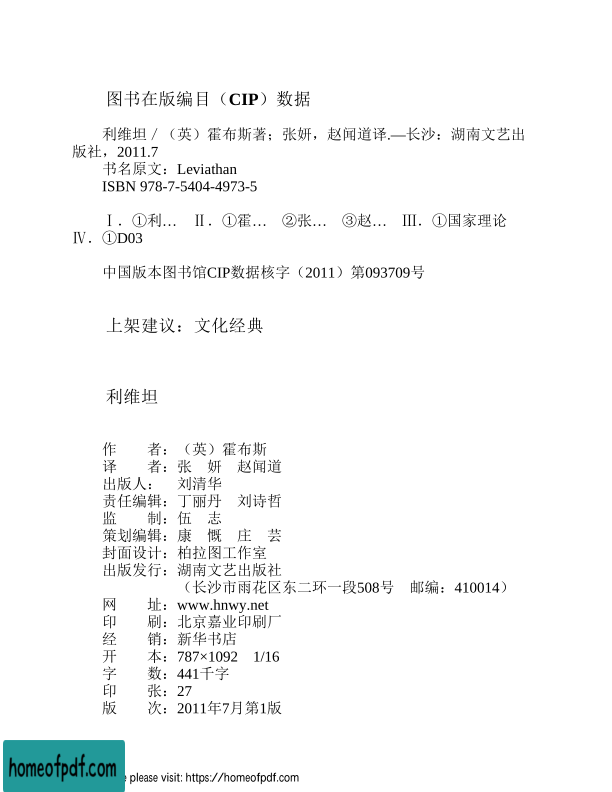 图书在版编目（CIP）数据
利维坦／（英）霍布斯著；张妍，赵闻道译.—长沙：湖南文艺出
版社，2011.7
书名原文：Leviathan
ISBN 978-7-5404-4973-5
Ⅰ．①利… Ⅱ．①霍… ②张… ③赵… Ⅲ．①国家理论
Ⅳ．①D03
中国版本图书馆CIP数据核字（2011）第093709号
上架建议：文化经典
利维坦
作　　者：（英）霍布斯
译　　者：张　妍　赵闻道
出版人：　刘清华
责任编辑：丁丽丹　刘诗哲
监　　制：伍　志
策划编辑：康　慨　庄　芸
封面设计：柏拉图工作室
出版发行：湖南文艺出版社
（长沙市雨花区东二环一段508号　邮编：410014）
网　　址：www.hnwy.net
印　　刷：北京嘉业印刷厂
经　　销：新华书店
开　　本：787×1092　1/16
字　　数：441千字
印　　张：27
版　　次：2011年7月第1版
homeofpdf.com
please visit: https://homeofpdf.com